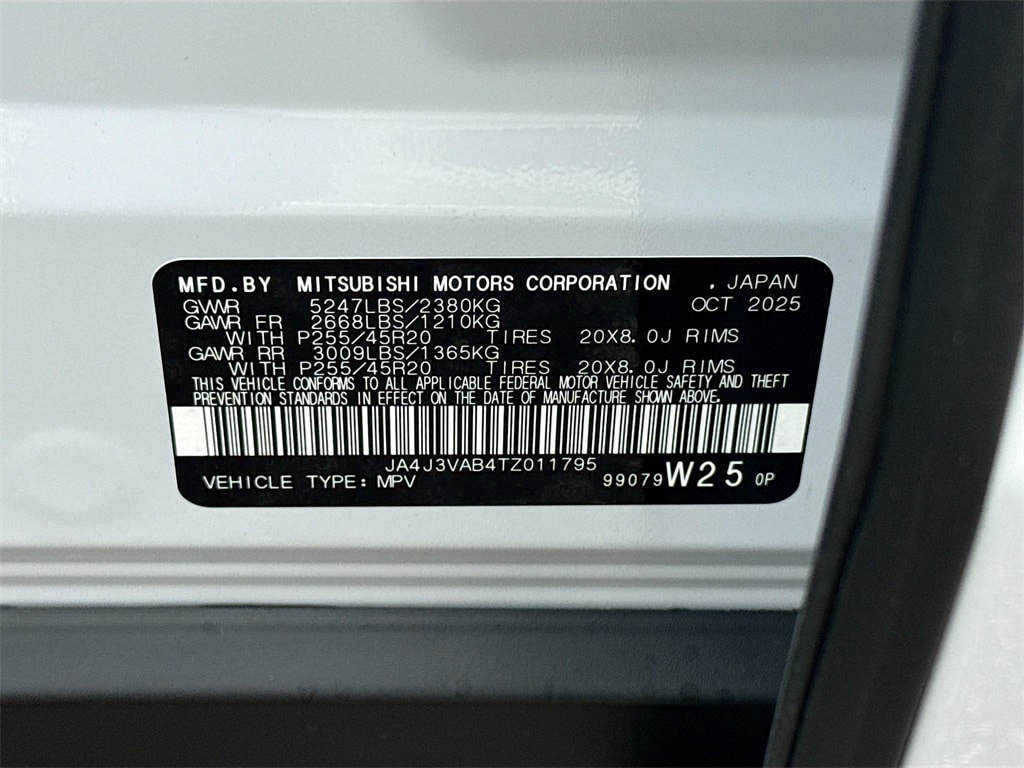 MFD.BY MITSUBISHI MOTORS CORPORATION . JAPAN
GVWR 5247LBS/2380KG OCT 2025
GAWR FR 2668LBS/1210KG
WITH P255/45R20 TIRES 20X8.0J RIMS
GAWR RR 3009LBS/1365KG
WITH P255/45R20 TIRES 20X8.0J RIMS
THIS VEHICLE CONFORMS TO ALL APPLICABLE FEDERAL MOTOR VEHICLE SAFETY AND THEFT
PREVENTION STANDARDS IN EFFECT ON THE DATE OF MANUFACTURE SHOWN ABOVE.
JA4J3VAB4TZ011795
VEHICLE TYPE: MPV 99079 W25 0P